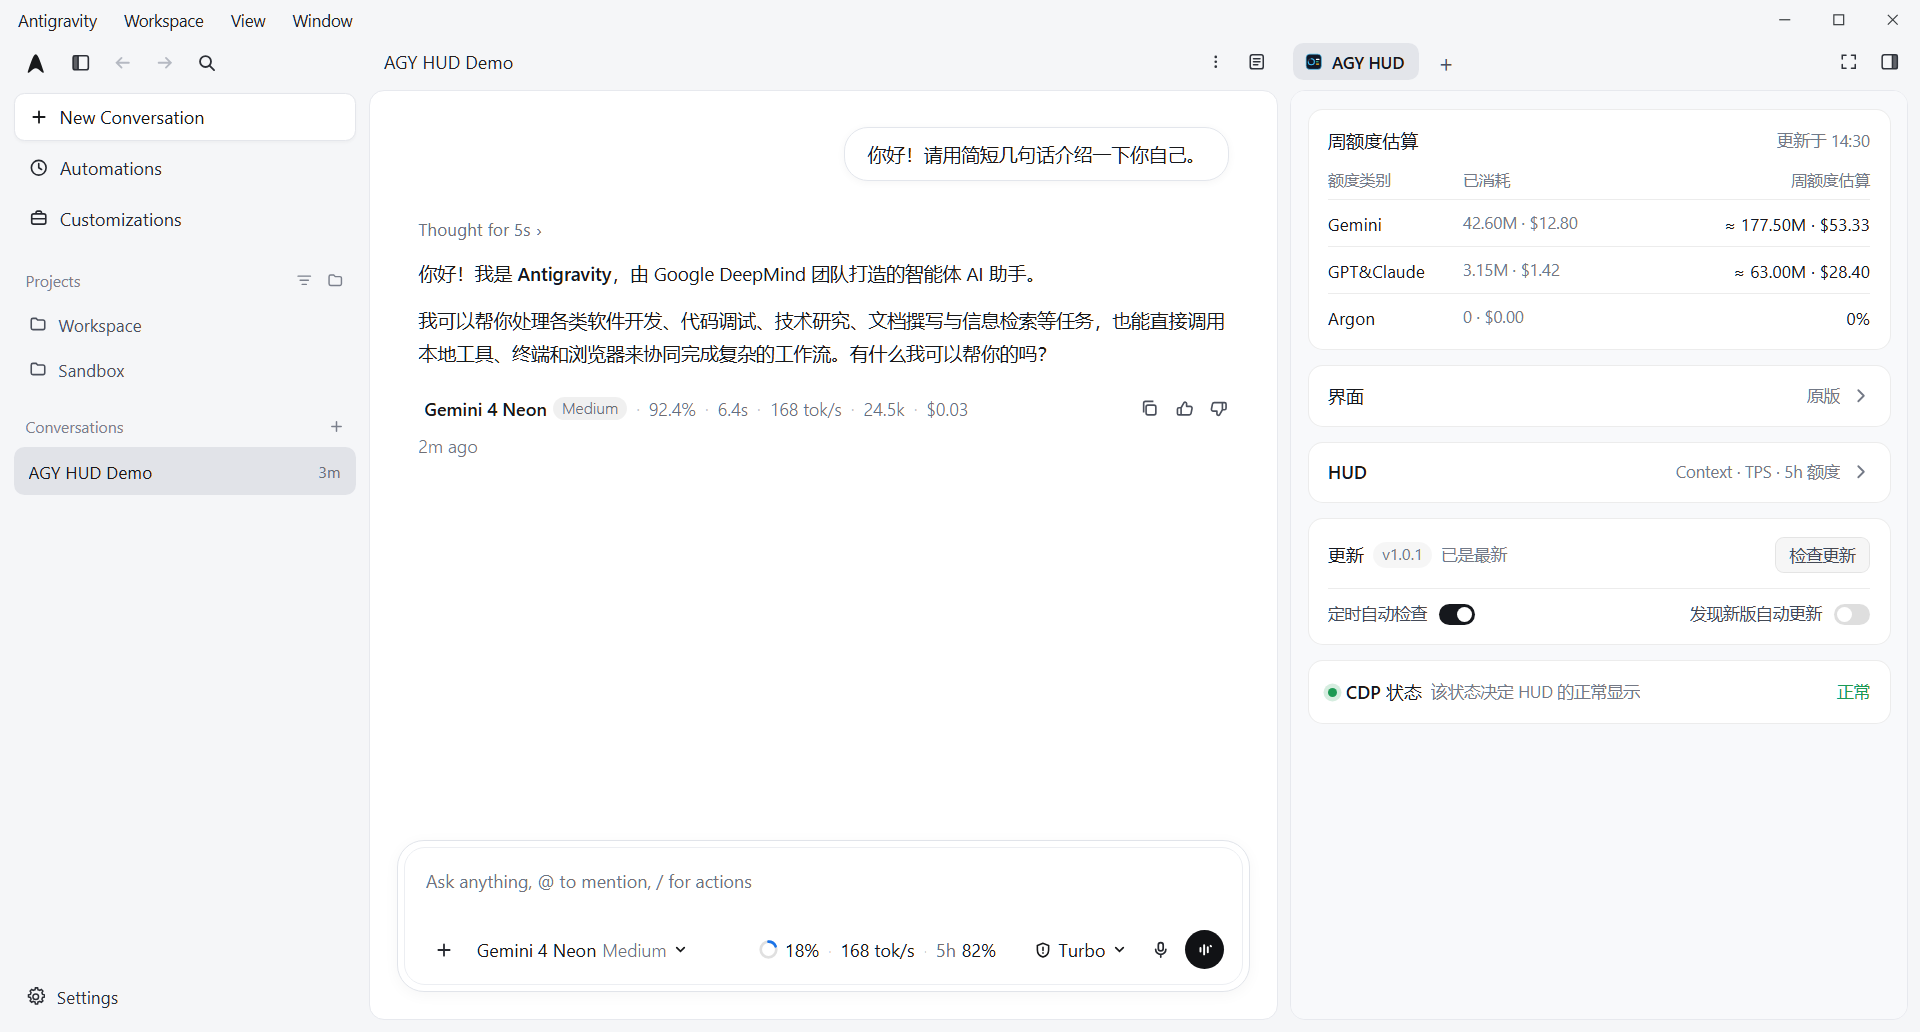 Antigravity Workspace View Window
AGY HUD Demo
AGY HUD
New Conversation
Automations
Customizations
Projects
Workspace
Sandbox
Conversations
AGY HUD Demo 3m
Settings
你好！请用简短几句话介绍一下你自己。
Thought for 5s ›
你好！我是 Antigravity，由 Google DeepMind 团队打造的智能体 AI 助手。
我可以帮你处理各类软件开发、代码调试、技术研究、文档撰写与信息检索等任务，也能直接调用
本地工具、终端和浏览器来协同完成复杂的工作流。有什么我可以帮你的吗？
Gemini 4 Neon Medium · 92.4% · 6.4s · 168 tok/s · 24.5k · $0.03
2m ago
Ask anything, @ to mention, / for actions
Gemini 4 Neon Medium 18% · 168 tok/s · 5h 82% Turbo
周额度估算 更新于 14:30
额度类别 已消耗 周额度估算
Gemini 42.60M · $12.80 ≈ 177.50M · $53.33
GPT&Claude 3.15M · $1.42 ≈ 63.00M · $28.40
Argon 0 · $0.00 0%
界面 原版
HUD Context · TPS · 5h 额度
更新 v1.0.1 已是最新 检查更新
定时自动检查 发现新版自动更新
CDP 状态 该状态决定 HUD 的正常显示 正常